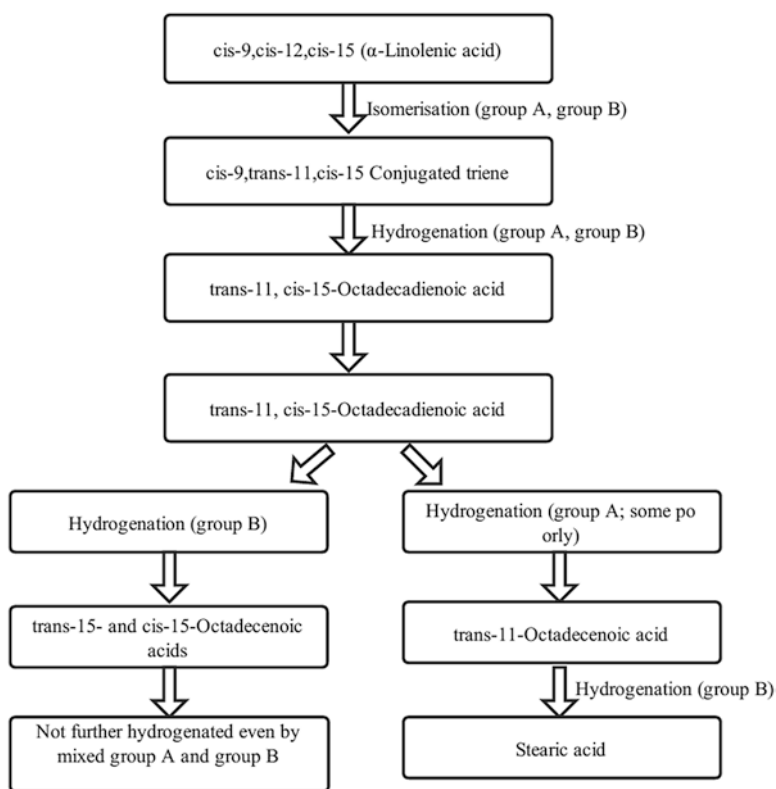 cis-9,cis-12,cis-15 (α-Linolenic acid)
Isomerisation (group A, group B)
cis-9,trans-11,cis-15 Conjugated triene
Hydrogenation (group A, group B)
trans-11, cis-15-Octadecadienoic acid
trans-11, cis-15-Octadecadienoic acid
Hydrogenation (group B)
Hydrogenation (group A; some po
orly)
trans-15- and cis-15-Octadecenoic
acids
trans-11-Octadecenoic acid
Hydrogenation (group B)
Not further hydrogenated even by
mixed group A and group B
Stearic acid